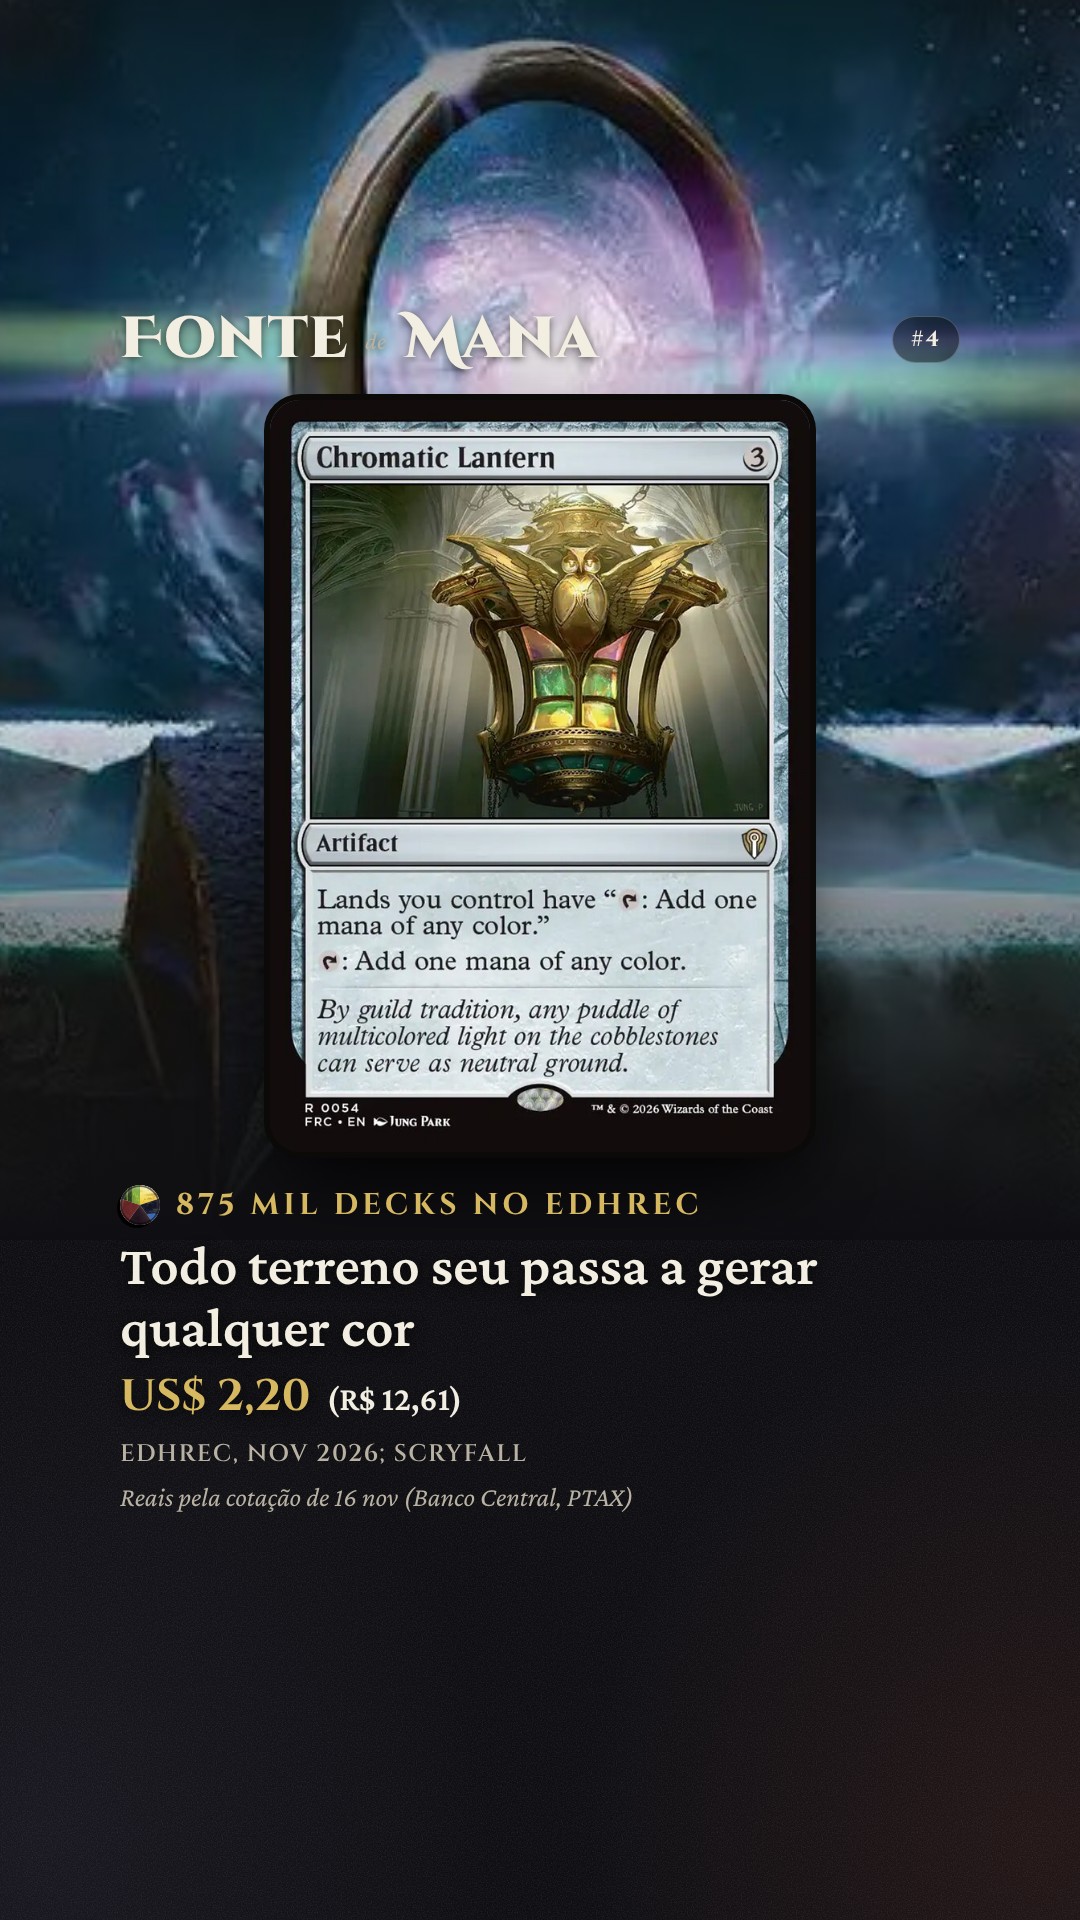 FONTE de MANA
#4
Chromatic Lantern 3
JUNG P
Artifact
Lands you control have “: Add one
mana of any color.”
: Add one mana of any color.
By guild tradition, any puddle of
multicolored light on the cobblestones
can serve as neutral ground.
R 0054
FRC • EN JUNG PARK
™ & © 2026 Wizards of the Coast
875 MIL DECKS NO EDHREC
Todo terreno seu passa a gerar
qualquer cor
US$ 2,20 (R$ 12,61)
EDHREC, NOV 2026; SCRYFALL
Reais pela cotação de 16 nov (Banco Central, PTAX)